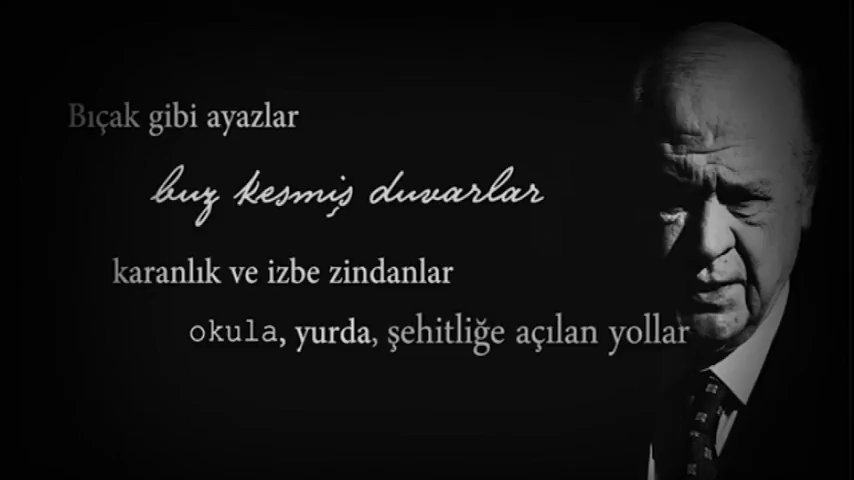 Bıçak gibi ayazlar
buz kesmiş duvarlar
karanlık ve izbe zindanlar
okula, yurda, şehitliğe açılan yollar